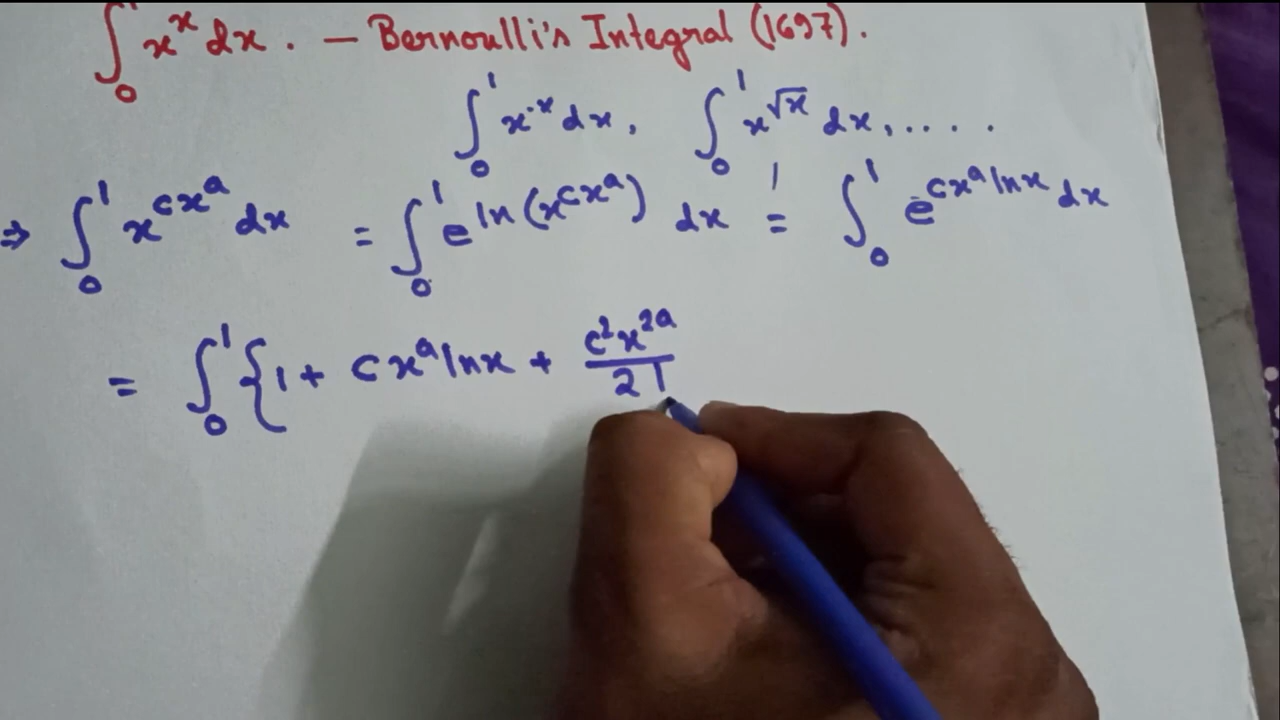 ∫₀¹ xˣ dx . — Bernoulli's Integral (1697).
∫₀¹ x⁻ˣ dx, ∫₀¹ x^√x dx, . . . .
⇒ ∫₀¹ x^(cx^a) dx = ∫₀¹ e^(ln (x^(cx^a))) dx = ∫₀¹ e^(cx^a ln x) dx
= ∫₀¹ { 1 + cx^a ln x + c²x^(2a) / 2!